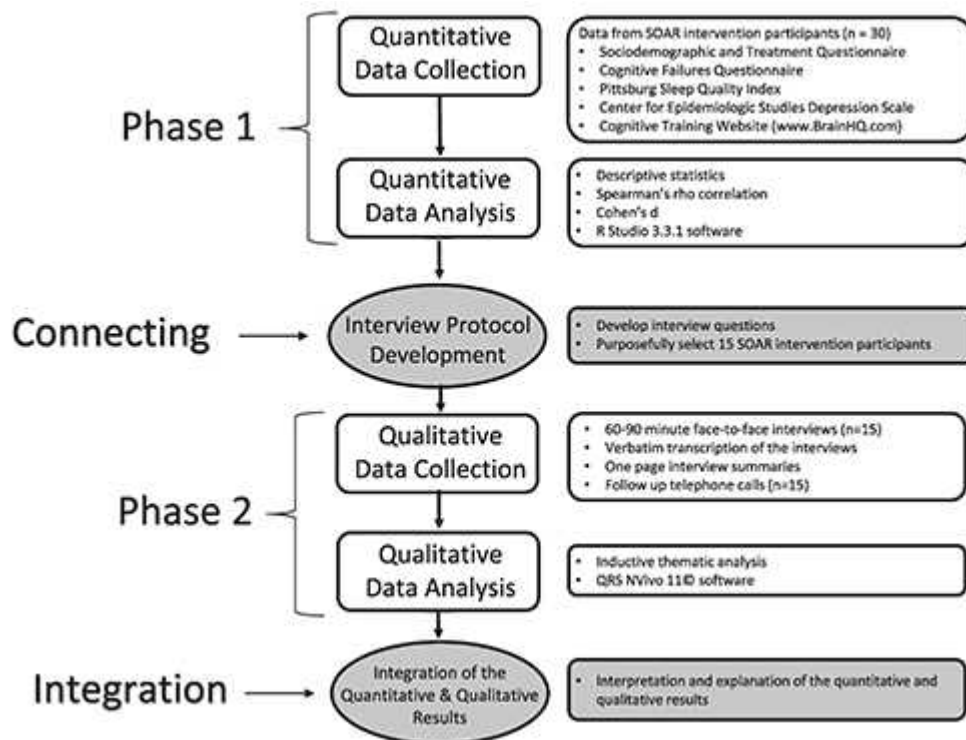 Quantitative
Data Collection
Data from SOAR intervention participants (n = 30)
• Sociodemographic and Treatment Questionnaire
• Cognitive Failures Questionnaire
• Pittsburg Sleep Quality Index
• Center for Epidemiologic Studies Depression Scale
• Cognitive Training Website (www.BrainHQ.com)
Phase 1
Quantitative
Data Analysis
• Descriptive statistics
• Spearman's rho correlation
• Cohen's d
• R Studio 3.3.1 software
Connecting
Interview Protocol
Development
• Develop interview questions
• Purposefully select 15 SOAR intervention participants
Qualitative
Data Collection
• 60-90 minute face-to-face interviews (n=15)
• Verbatim transcription of the interviews
• One page interview summaries
• Follow up telephone calls (n=15)
Phase 2
Qualitative
Data Analysis
• Inductive thematic analysis
• QRS NVivo 11© software
Integration
Integration of the
Quantitative & Qualitative
Results
• Interpretation and explanation of the quantitative and
qualitative results